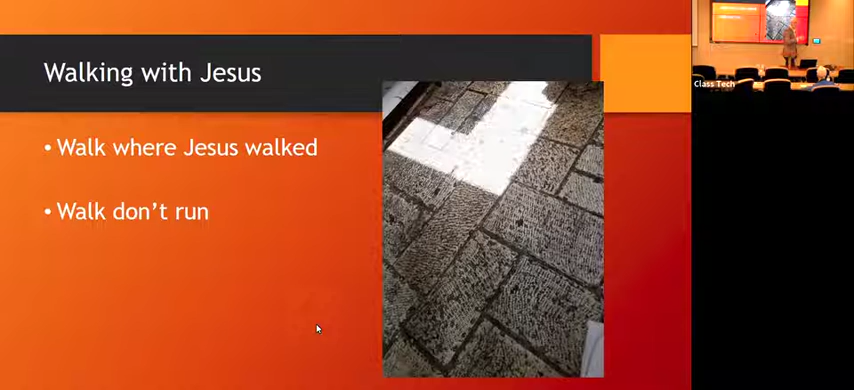 Walking with Jesus
• Walk where Jesus walked
• Walk don't run
Class Tech